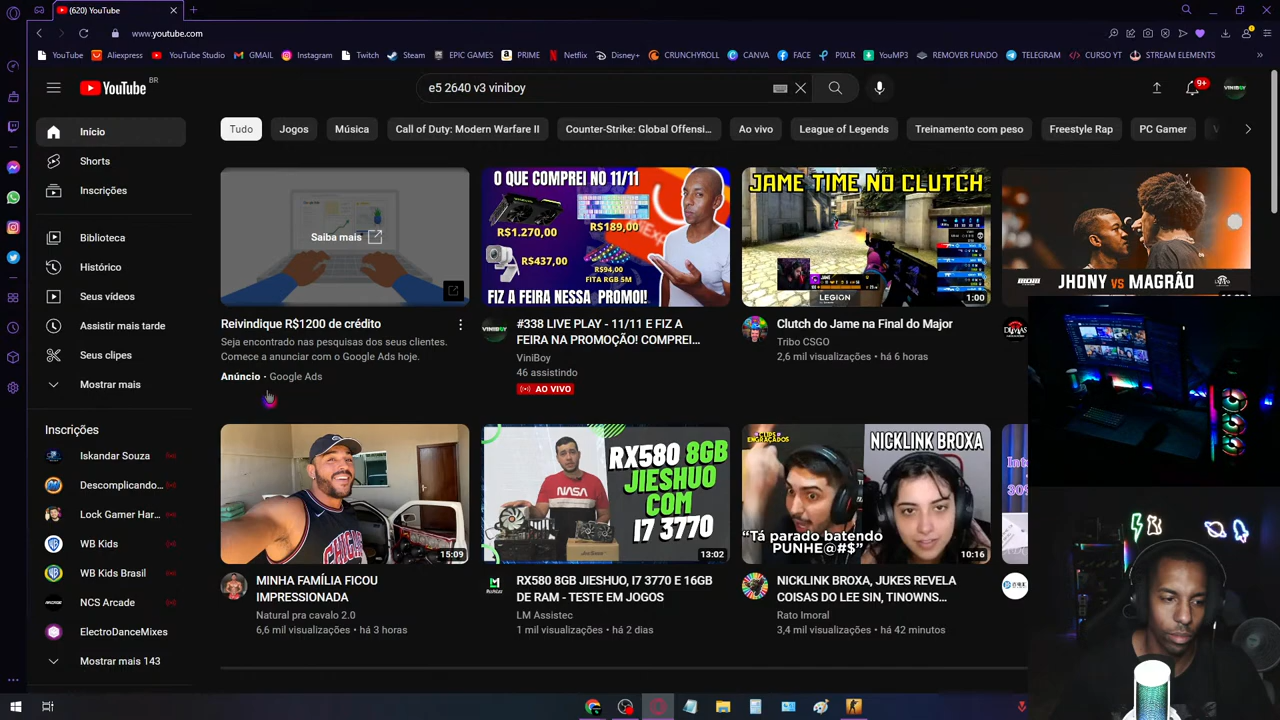 (620) YouTube
www.youtube.com
YouTube
Aliexpress
YouTube Studio
GMAIL
Instagram
Twitch
Steam
EPIC GAMES
PRIME
Netflix
Disney+
CRUNCHYROLL
CANVA
FACE
PIXLR
YouMP3
REMOVER FUNDO
TELEGRAM
CURSO YT
STREAM ELEMENTS
YouTube BR
e5 2640 v3 viniboy
9+
Início
Shorts
Inscrições
Biblioteca
Histórico
Seus vídeos
Assistir mais tarde
Seus clipes
Mostrar mais
Inscrições
Iskandar Souza
Descomplicando...
Lock Gamer Har...
WB Kids
WB Kids Brasil
NCS Arcade
ElectroDanceMixes
Mostrar mais 143
Tudo
Jogos
Música
Call of Duty: Modern Warfare II
Counter-Strike: Global Offensi...
Ao vivo
League of Legends
Treinamento com peso
Freestyle Rap
PC Gamer
Saiba mais
Reivindique R$1200 de crédito
Seja encontrado nas pesquisas dos seus clientes.
Comece a anunciar com o Google Ads hoje.
Anúncio · Google Ads
O QUE COMPREI NO 11/11
R$1.270,00
R$189,00
R$437,00
R$94,00
FITA RGB 5M
FIZ A FEIRA NESSA PROMO!
#338 LIVE PLAY - 11/11 E FIZ A
FEIRA NA PROMOÇÃO! COMPREI...
ViniBoy
46 assistindo
AO VIVO
JAME TIME NO CLUTCH
LEGION
1:00
Clutch do Jame na Final do Major
Tribo CSGO
2,6 mil visualizações • há 6 horas
JHONY VS MAGRÃO
15:09
MINHA FAMÍLIA FICOU
IMPRESSIONADA
Natural pra cavalo 2.0
6,6 mil visualizações • há 3 horas
NASA
RX580 8GB
JIESHUO
COM
I7 3770
13:02
RX580 8GB JIESHUO, I7 3770 E 16GB
DE RAM - TESTE EM JOGOS
LM Assistec
1 mil visualizações • há 2 dias
CLIPS
ENGRAÇADOS
NICKLINK BROXA
"Tá parado batendo
PUNHE@#$"
10:16
NICKLINK BROXA, JUKES REVELA
COISAS DO LEE SIN, TINOWNS...
Rato Imoral
3,4 mil visualizações • há 42 minutos